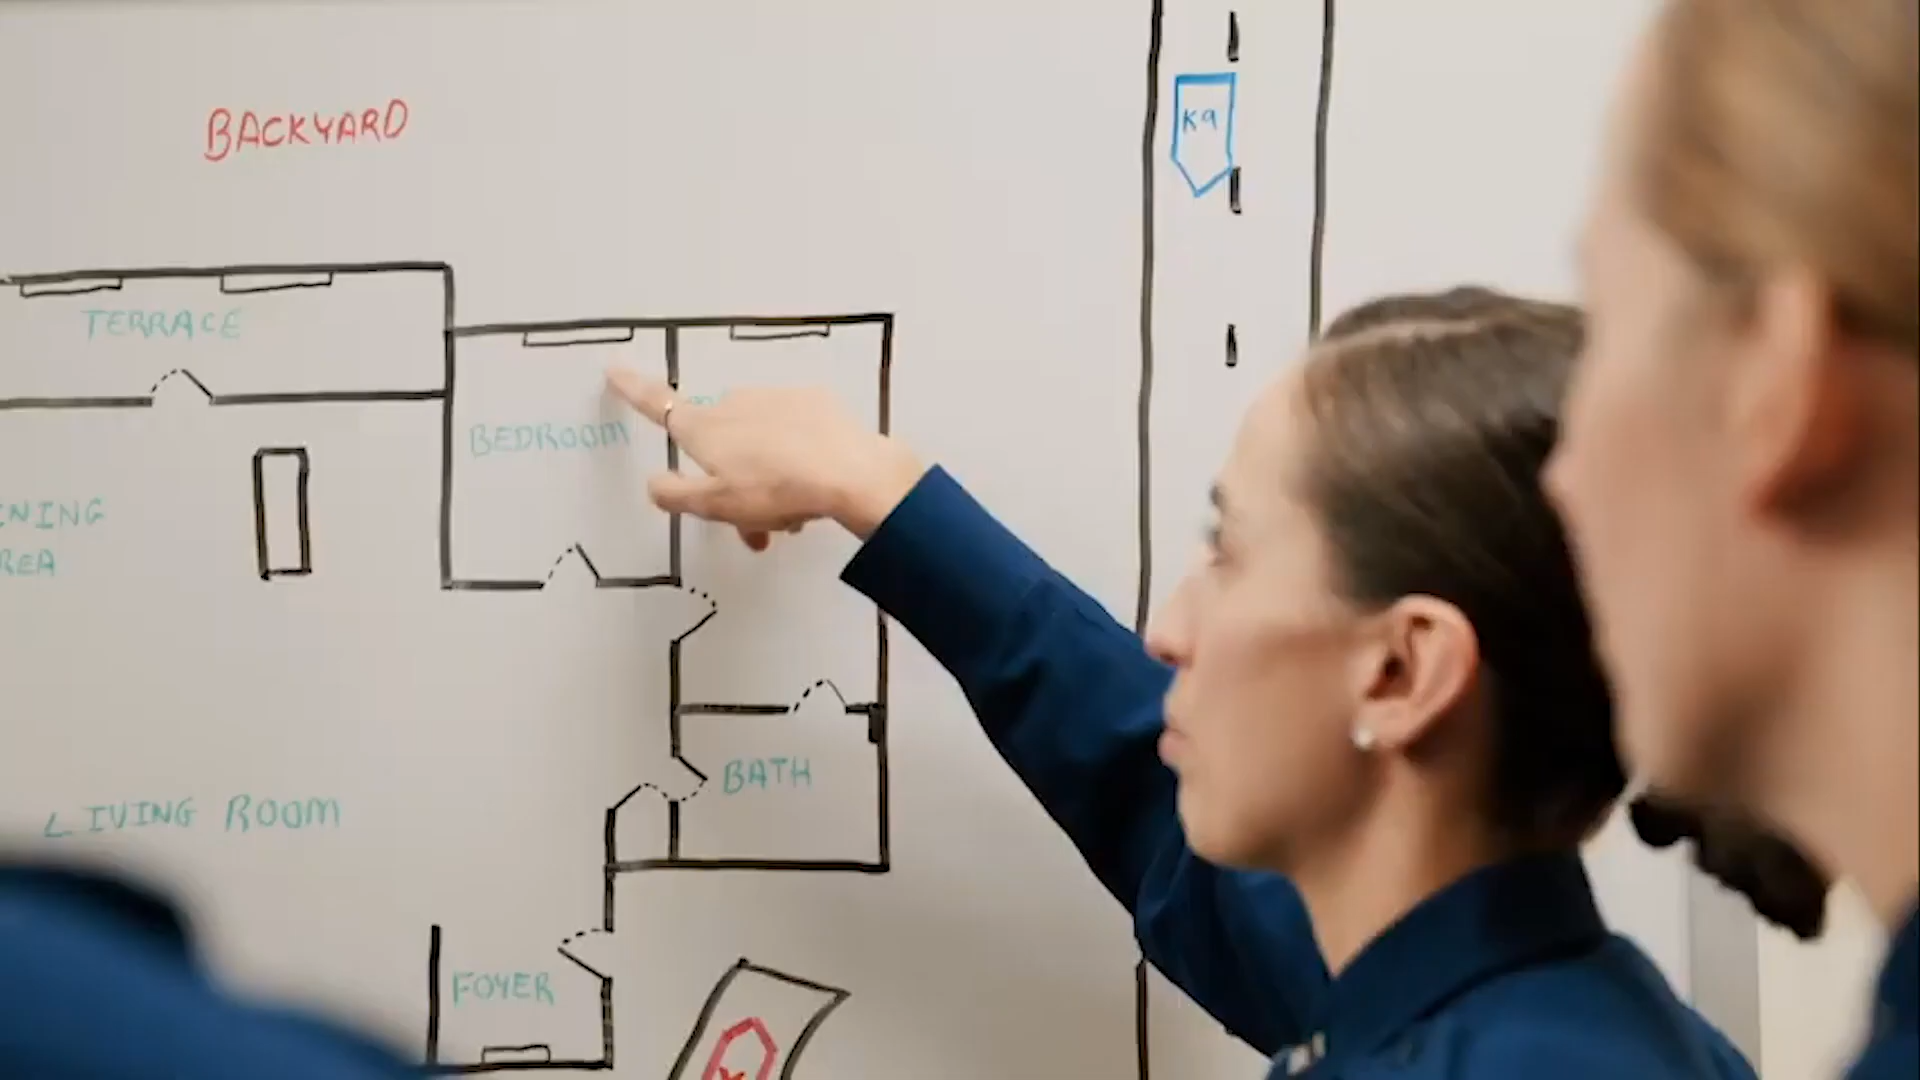 BACKYARD
K9
TERRACE
BEDROOM
BATH
LIVING ROOM
FOYER